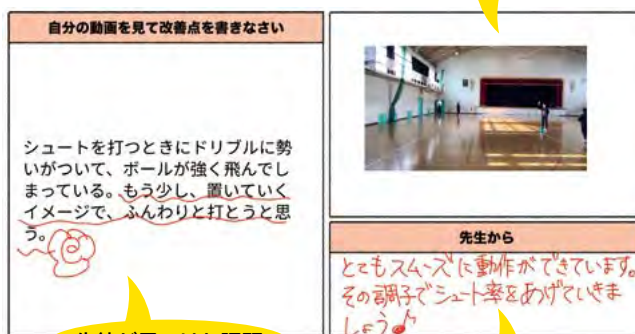 自分の動画を見て改善点を書きなさい
シュートを打つときにドリブルに勢
いがついて、ボールが強く飛んでし
まっている。もう少し、置いていく
イメージで、ふんわりと打とうと思
う。
先生から
とてもスムーズに動作ができています。
その調子でシュート率をあげていきま
しょう♪